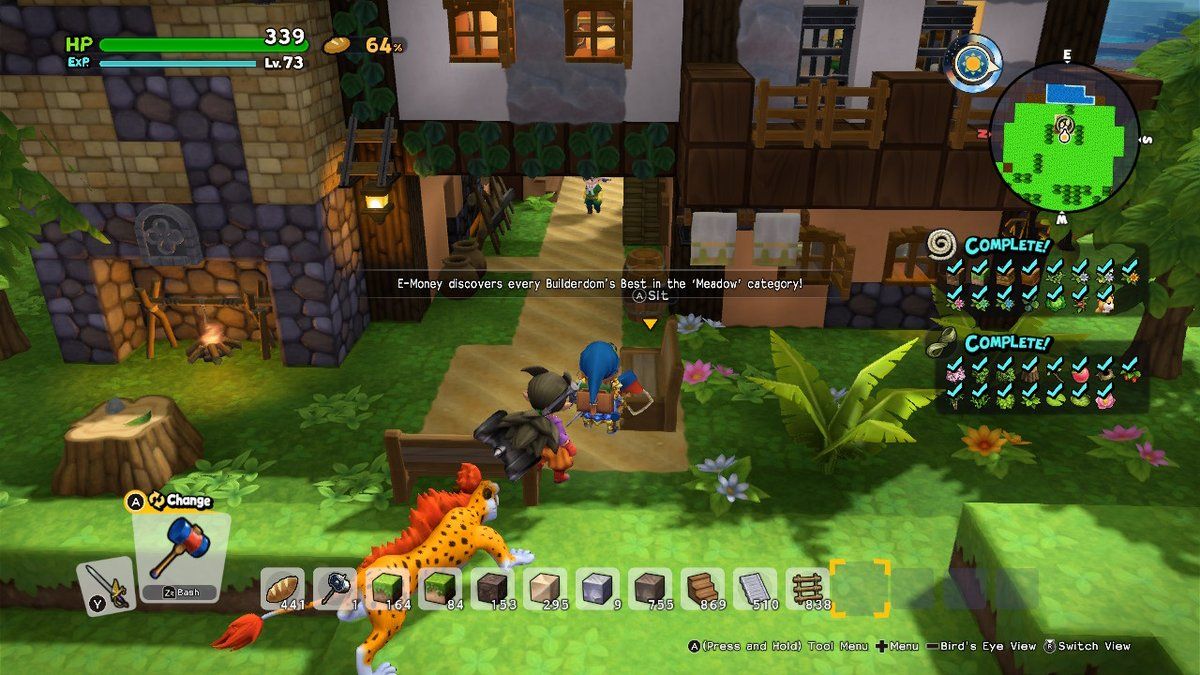 HP 339 64%
EXP Lv.73
E
N
S
W
COMPLETE!
E-Money discovers every Builderdom's Best in the 'Meadow' category!
A Sit
COMPLETE!
A Change
Y
Zr Bash
441 1 164 84 153 295 9 755 869 510 838
A (Press and Hold) Tool Menu Menu Bird's Eye View R Switch View